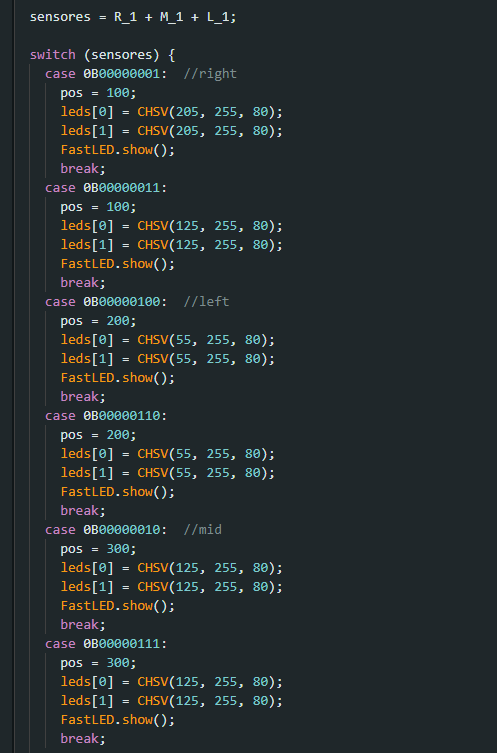 sensores = R_1 + M_1 + L_1;
switch (sensores) {
case 0B00000001:  //right
pos = 100;
leds[0] = CHSV(205, 255, 80);
leds[1] = CHSV(205, 255, 80);
FastLED.show();
break;
case 0B00000011:
pos = 100;
leds[0] = CHSV(125, 255, 80);
leds[1] = CHSV(125, 255, 80);
FastLED.show();
break;
case 0B00000100:  //left
pos = 200;
leds[0] = CHSV(55, 255, 80);
leds[1] = CHSV(55, 255, 80);
FastLED.show();
break;
case 0B00000110:
pos = 200;
leds[0] = CHSV(55, 255, 80);
leds[1] = CHSV(55, 255, 80);
FastLED.show();
break;
case 0B00000010:  //mid
pos = 300;
leds[0] = CHSV(125, 255, 80);
leds[1] = CHSV(125, 255, 80);
FastLED.show();
break;
case 0B00000111:
pos = 300;
leds[0] = CHSV(125, 255, 80);
leds[1] = CHSV(125, 255, 80);
FastLED.show();
break;